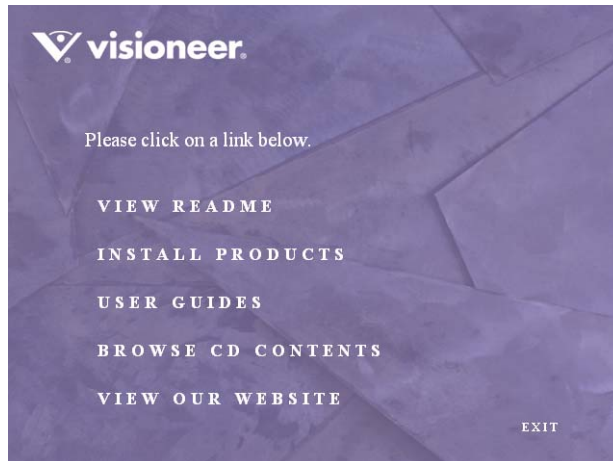 visioneer®
Please click on a link below.
VIEW README
INSTALL PRODUCTS
USER GUIDES
BROWSE CD CONTENTS
VIEW OUR WEBSITE
EXIT